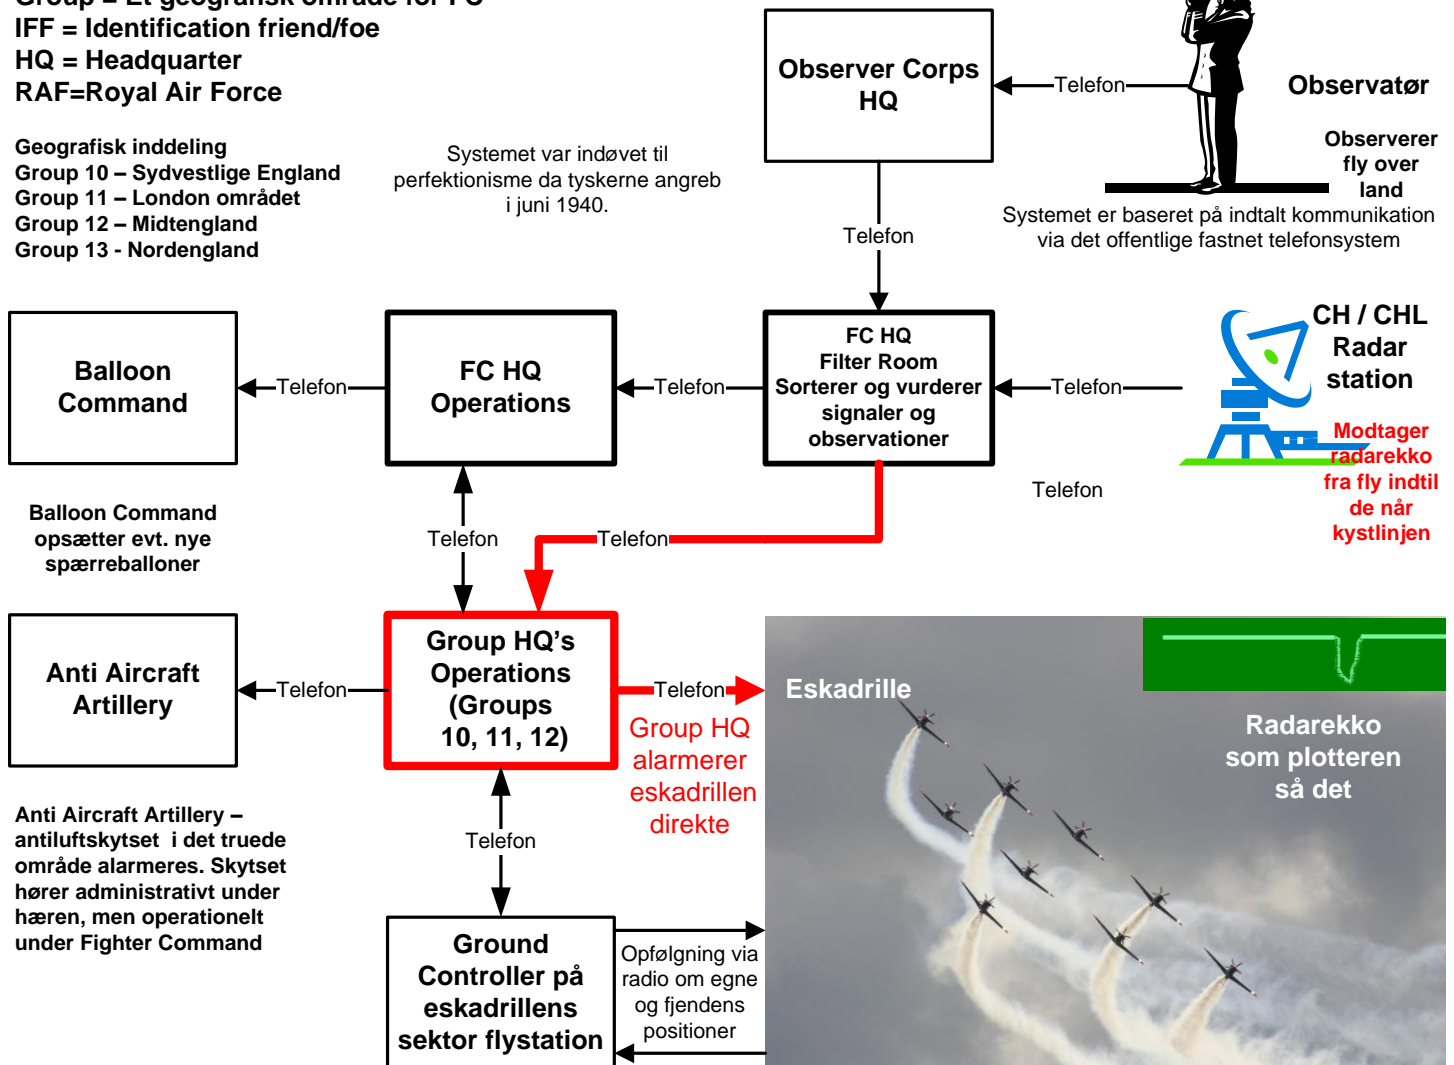 Group = Et geografisk område for FC
IFF = Identification friend/foe
HQ = Headquarter
RAF=Royal Air Force
Geografisk inddeling
Group 10 – Sydvestlige England
Group 11 – London området
Group 12 – Midtengland
Group 13 - Nordengland
Systemet var indøvet til
perfektionisme da tyskerne angreb
i juni 1940.
Observer Corps
HQ
Telefon
Observatør
Observerer
fly over
land
Systemet er baseret på indtalt kommunikation
via det offentlige fastnet telefonsystem
Telefon
Balloon
Command
Telefon
FC HQ
Operations
Telefon
FC HQ
Filter Room
Sorterer og vurderer
signaler og
observationer
Telefon
CH / CHL
Radar
station
Modtager
radarekko
fra fly indtil
de når
kystlinjen
Telefon
Balloon Command
opsætter evt. nye
spærreballoner
Telefon
Telefon
Anti Aircraft
Artillery
Telefon
Group HQ's
Operations
(Groups
10, 11, 12)
Telefon
Group HQ
alarmerer
eskadrillen
direkte
Eskadrille
Radarekko
som plotteren
så det
Anti Aircraft Artillery –
antiluftskytset i det truede
område alarmeres. Skytset
hører administrativt under
hæren, men operationelt
under Fighter Command
Telefon
Ground
Controller på
eskadrillens
sektor flystation
Opfølgning via
radio om egne
og fjendens
positioner